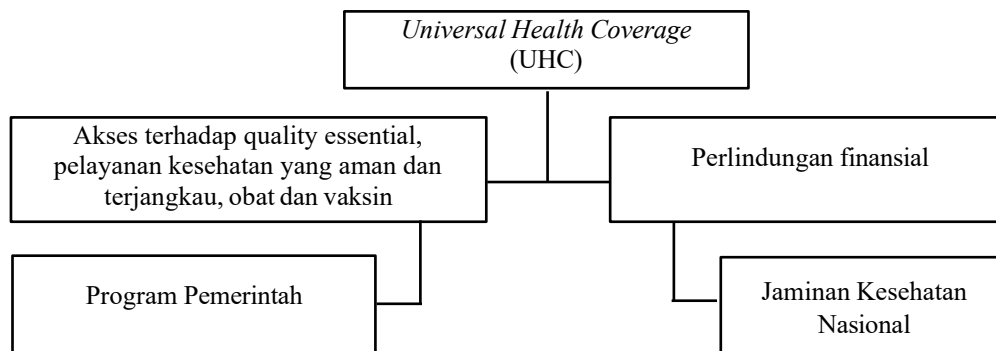 Universal Health Coverage
(UHC)
Akses terhadap quality essential,
pelayanan kesehatan yang aman dan
terjangkau, obat dan vaksin
Perlindungan finansial
Program Pemerintah
Jaminan Kesehatan
Nasional